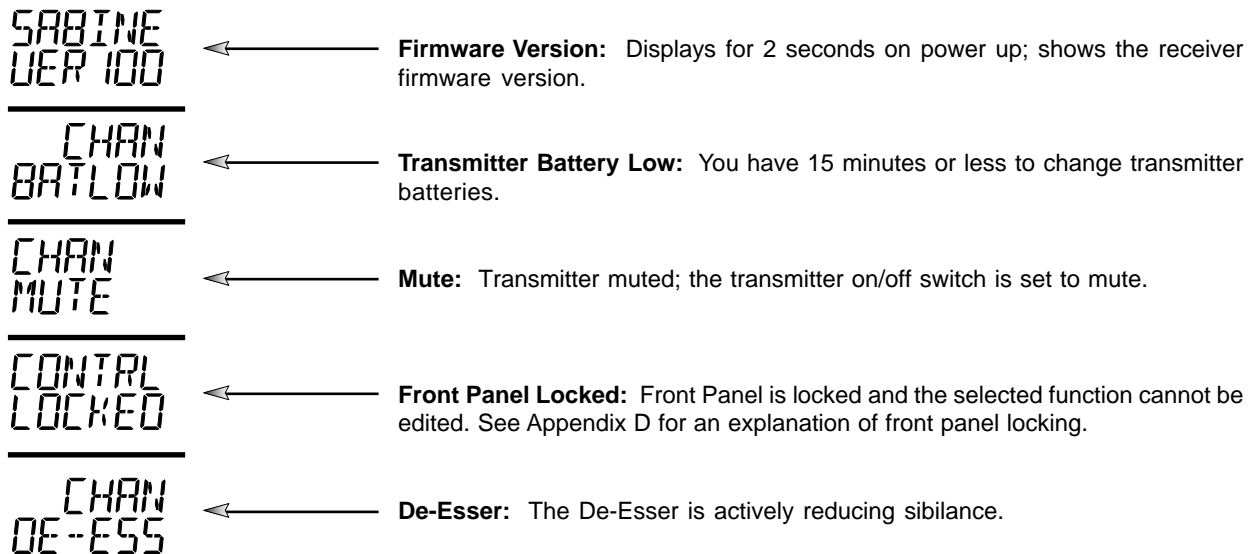 SABINE
VER 100
Firmware Version: Displays for 2 seconds on power up; shows the receiver
firmware version.
CHAN
BATLOW
Transmitter Battery Low: You have 15 minutes or less to change transmitter
batteries.
CHAN
MUTE
Mute: Transmitter muted; the transmitter on/off switch is set to mute.
CONTRL
LOCKED
Front Panel Locked: Front Panel is locked and the selected function cannot be
edited. See Appendix D for an explanation of front panel locking.
CHAN
DE-ESS
De-Esser: The De-Esser is actively reducing sibilance.